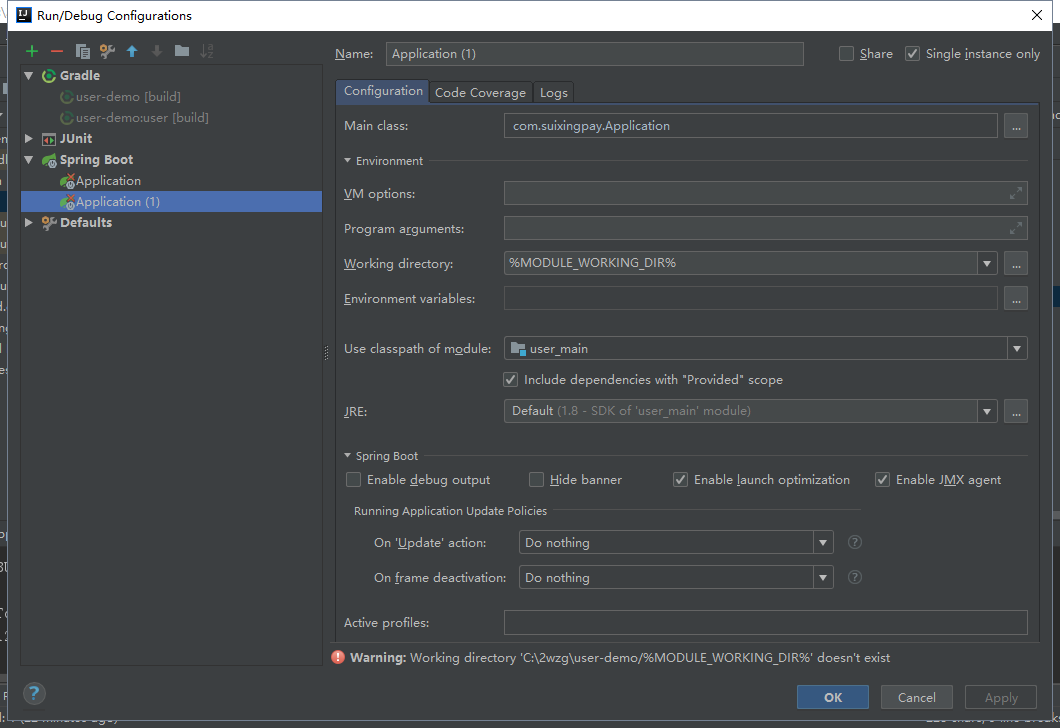 Run/Debug Configurations
Name: Application (1) Share Single instance only
Gradle
user-demo [build]
user-demo:user [build]
JUnit
Spring Boot
Application
Application (1)
Defaults
Configuration Code Coverage Logs
Main class: com.suixingpay.Application ...
Environment
VM options:
Program arguments:
Working directory: %MODULE_WORKING_DIR% ...
Environment variables: ...
Use classpath of module: user_main
Include dependencies with "Provided" scope
JRE: Default (1.8 - SDK of 'user_main' module) ...
Spring Boot
Enable debug output Hide banner Enable launch optimization Enable JMX agent
Running Application Update Policies
On 'Update' action: Do nothing ?
On frame deactivation: Do nothing ?
Active profiles:
Warning: Working directory 'C:\2wzg\user-demo/%MODULE_WORKING_DIR%' doesn't exist
? OK Cancel Apply